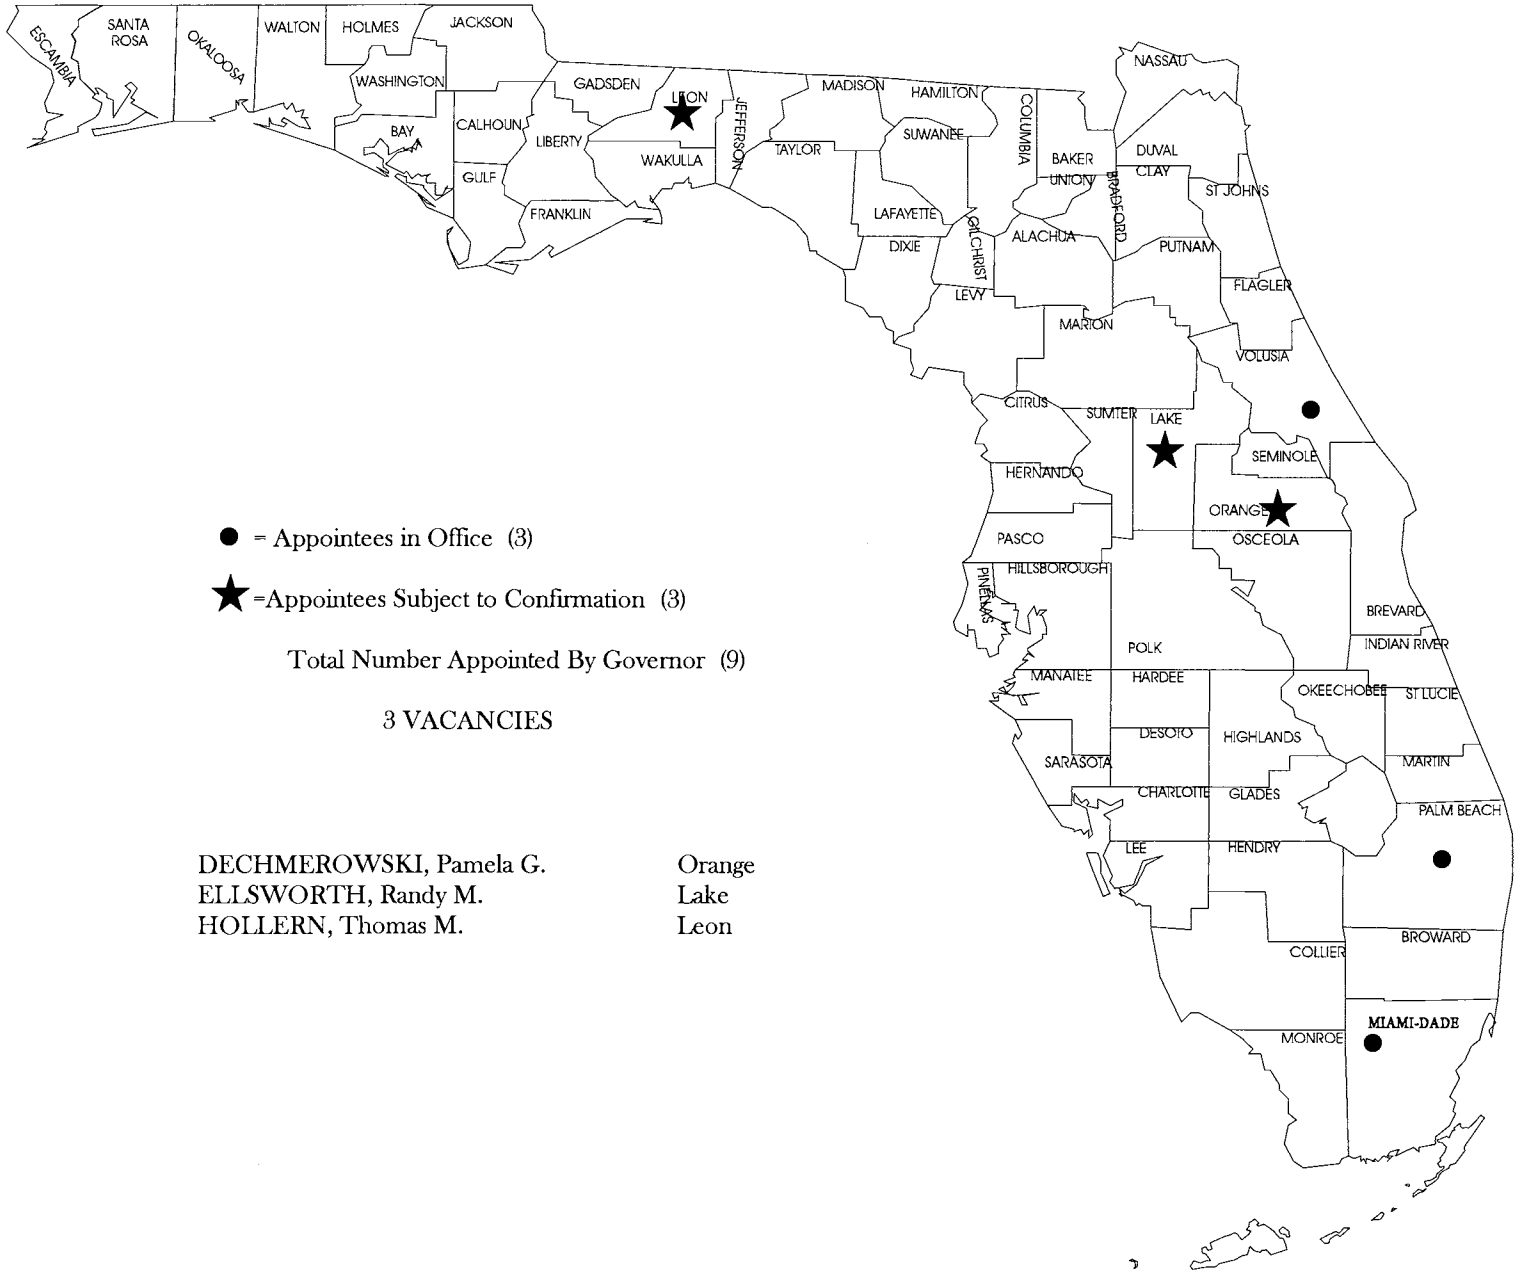 ESCAMBIA
SANTA
ROSA
OKALOOSA
WALTON
HOLMES
JACKSON
WASHINGTON
BAY
CALHOUN
GULF
GADSDEN
LIBERTY
FRANKLIN
LEON
WAKULLA
JEFFERSON
MADISON
TAYLOR
HAMILTON
SUWANEE
LAFAYETTE
DIXIE
COLUMBIA
GILCHRIST
BAKER
UNION
BRADFORD
NASSAU
DUVAL
CLAY
ST JOHNS
ALACHUA
PUTNAM
LEVY
FLAGLER
MARION
VOLUSIA
CITRUS
SUMTER
LAKE
SEMINOLE
HERNANDO
ORANGE
PASCO
OSCEOLA
HILLSBOROUGH
PINELLAS
BREVARD
POLK
INDIAN RIVER
MANATEE
HARDEE
OKEECHOBEE
ST LUCIE
DESOTO
HIGHLANDS
SARASOTA
MARTIN
CHARLOTTE
GLADES
PALM BEACH
LEE
HENDRY
BROWARD
COLLIER
MIAMI-DADE
MONROE
= Appointees in Office (3)
=Appointees Subject to Confirmation (3)
Total Number Appointed By Governor (9)
3 VACANCIES
DECHMEROWSKI, Pamela G. Orange
ELLSWORTH, Randy M. Lake
HOLLERN, Thomas M. Leon